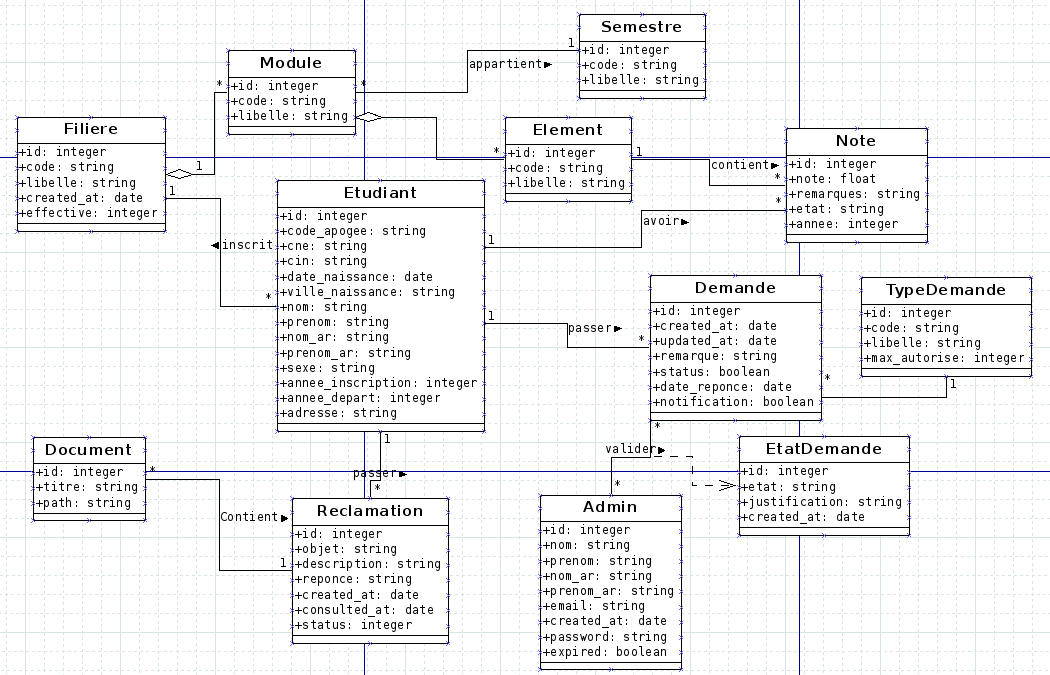 Semestre
+id: integer
+code: string
+libelle: string
1
appartient▶
Module
+id: integer
+code: string
+libelle: string
*
*
Filiere
+id: integer
+code: string
+libelle: string
+created_at: date
+effective: integer
1
1
◀inscrit
*
Element
+id: integer
+code: string
+libelle: string
*
1
contient▶
*
Note
+id: integer
+note: float
+remarques: string
+etat: string
+annee: integer
*
avoir▶
1
Etudiant
+id: integer
+code_apogee: string
+cne: string
+cin: string
+date_naissance: date
+ville_naissance: string
+nom: string
+prenom: string
+nom_ar: string
+prenom_ar: string
+sexe: string
+annee_inscription: integer
+annee_depart: integer
+adresse: string
1
passer▶
*
Demande
+id: integer
+created_at: date
+updated_at: date
+remarque: string
+status: boolean
+date_reponce: date
+notification: boolean
*
TypeDemande
+id: integer
+code: string
+libelle: string
+max_autorise: integer
1
*
valider▶
*
EtatDemande
+id: integer
+etat: string
+justification: string
+created_at: date
1
passer▶
*
Document
+id: integer
+titre: string
+path: string
*
Contient▶
1
Reclamation
+id: integer
+objet: string
+description: string
+reponce: string
+created_at: date
+consulted_at: date
+status: integer
Admin
+id: integer
+nom: string
+prenom: string
+nom_ar: string
+prenom_ar: string
+email: string
+created_at: date
+password: string
+expired: boolean